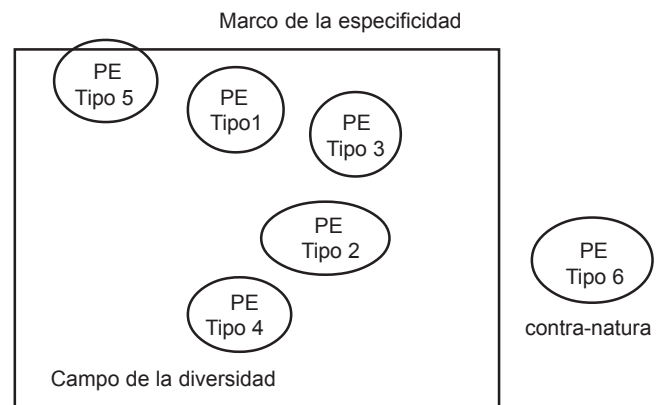 Marco de la especificidad
PE
Tipo 5
PE
Tipo1
PE
Tipo 3
PE
Tipo 2
PE
Tipo 6
PE
Tipo 4
contra-natura
Campo de la diversidad